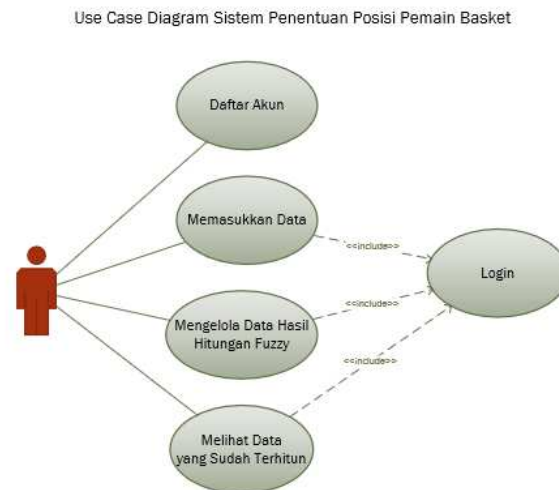 Use Case Diagram Sistem Penentuan Posisi Pemain Basket
Daftar Akun
Memasukkan Data
<<include>>
Login
Mengelola Data Hasil
Hitungan Fuzzy
<<include>>
<<include>>
Melihat Data
yang Sudah Terhitun